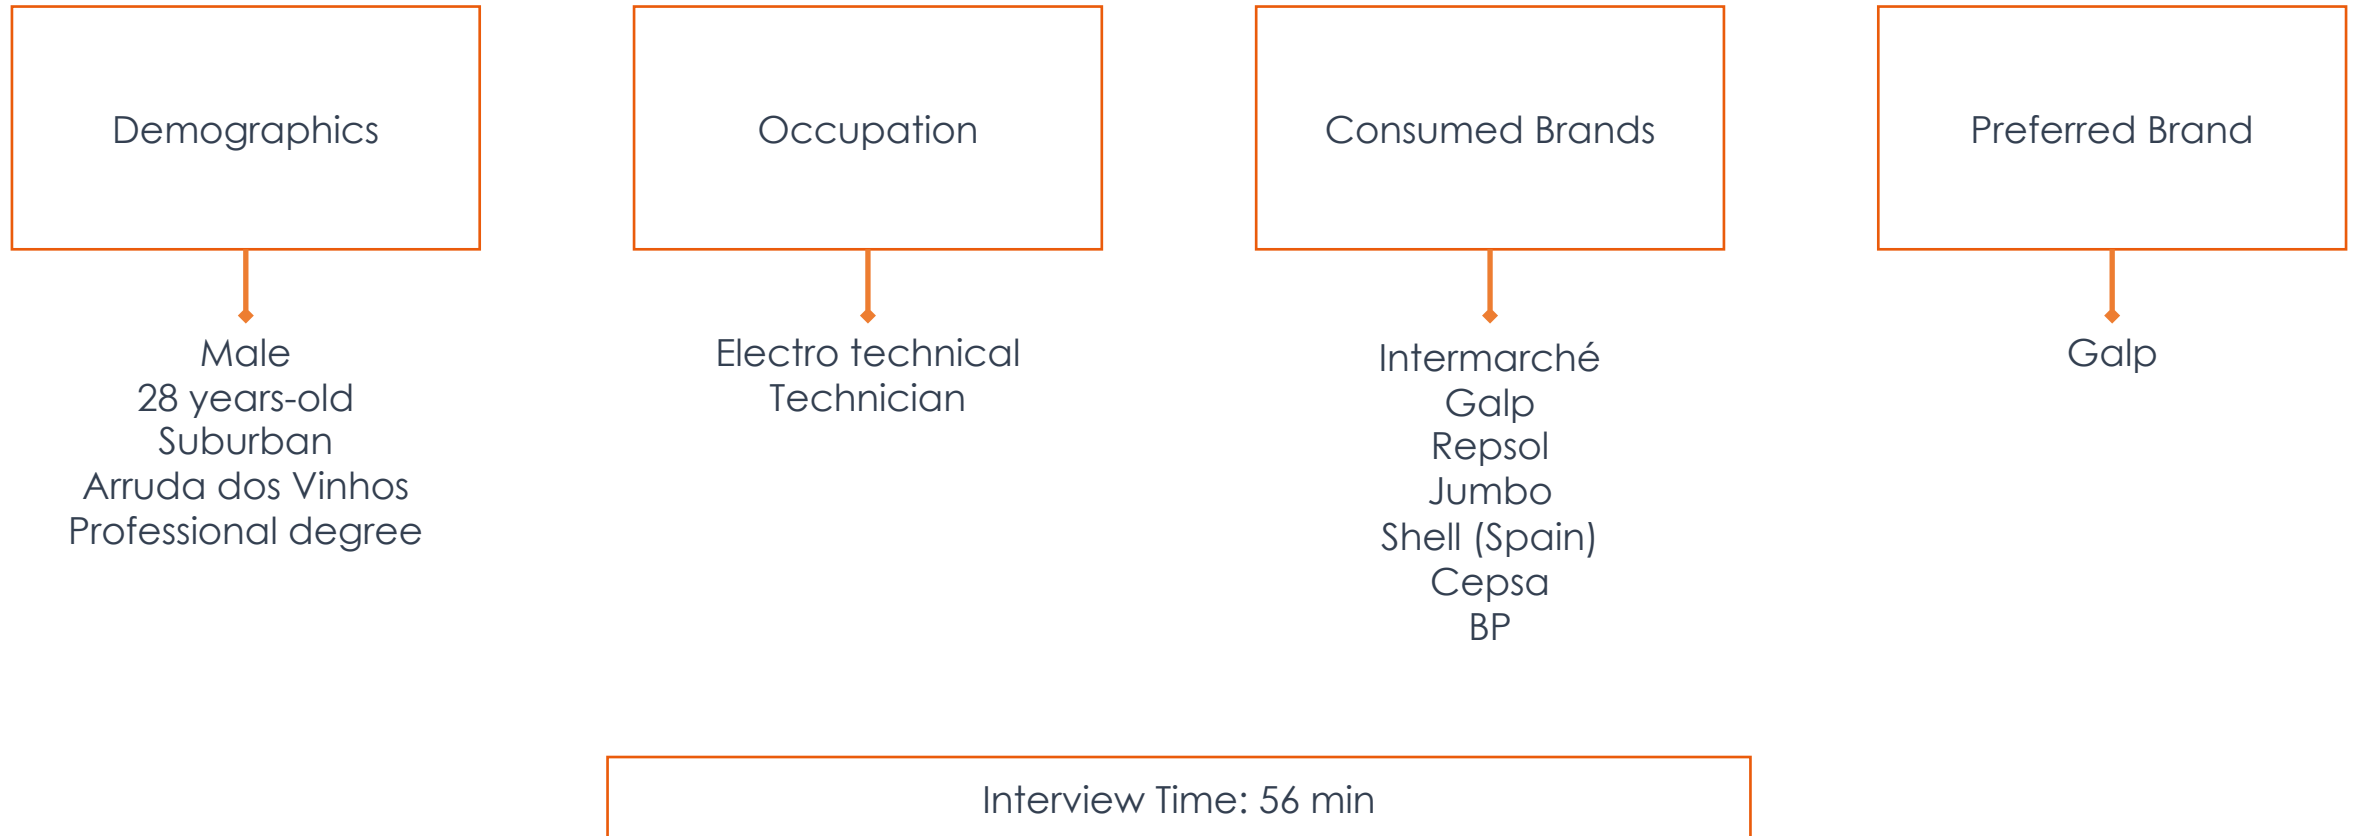 Demographics
Occupation
Consumed Brands
Preferred Brand
Male
28 years-old
Suburban
Arruda dos Vinhos
Professional degree
Electro technical
Technician
Intermarché
Galp
Repsol
Jumbo
Shell (Spain)
Cepsa
BP
Galp
Interview Time: 56 min